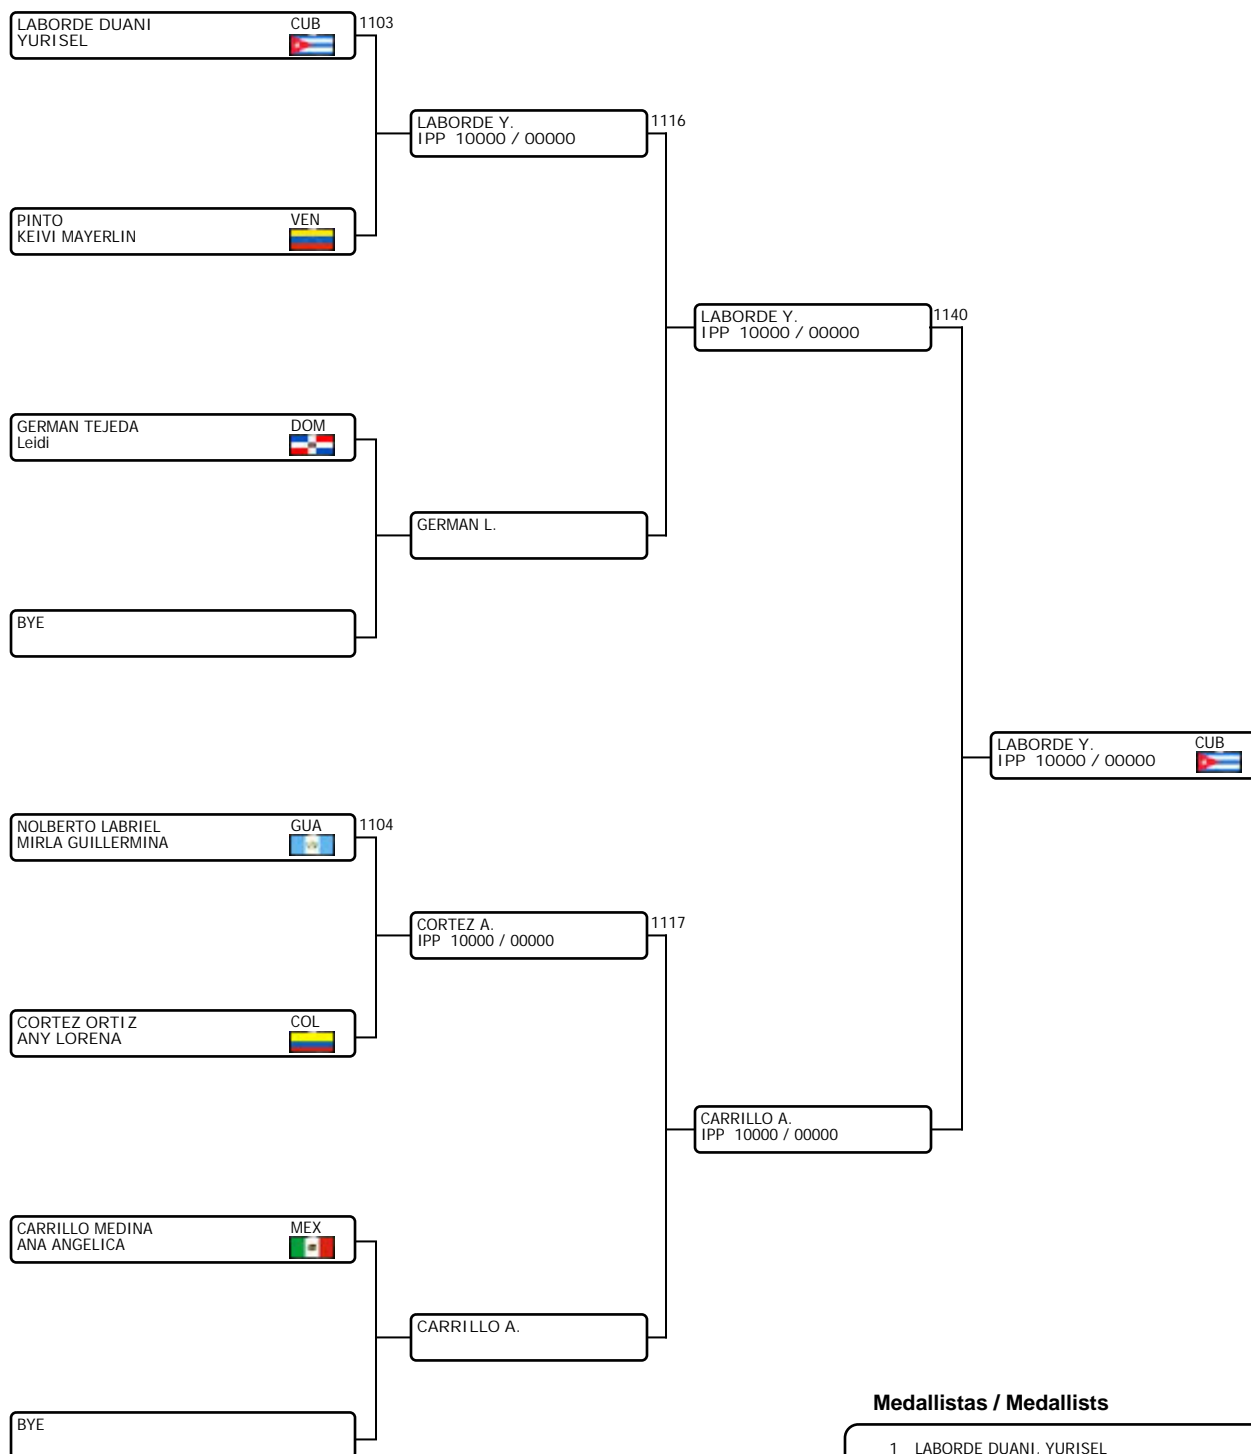 LABORDE DUANI CUB 1103
YURISEL
LABORDE Y. 1116
IPP 10000 / 00000
PINTO VEN
KEIVI MAYERLIN
LABORDE Y. 1140
IPP 10000 / 00000
GERMAN TEJEDA DOM
Leidi
GERMAN L.
BYE
LABORDE Y. CUB
IPP 10000 / 00000
NOLBERTO LABRIEL GUA 1104
MIRLA GUILLERMINA
CORTEZ A. 1117
IPP 10000 / 00000
CORTEZ ORTIZ COL
ANY LORENA
CARRILLO A.
IPP 10000 / 00000
CARRILLO MEDINA MEX
ANA ANGELICA
CARRILLO A.
Medallistas / Medallists
BYE
1 LABORDE DUANI, YURISEL